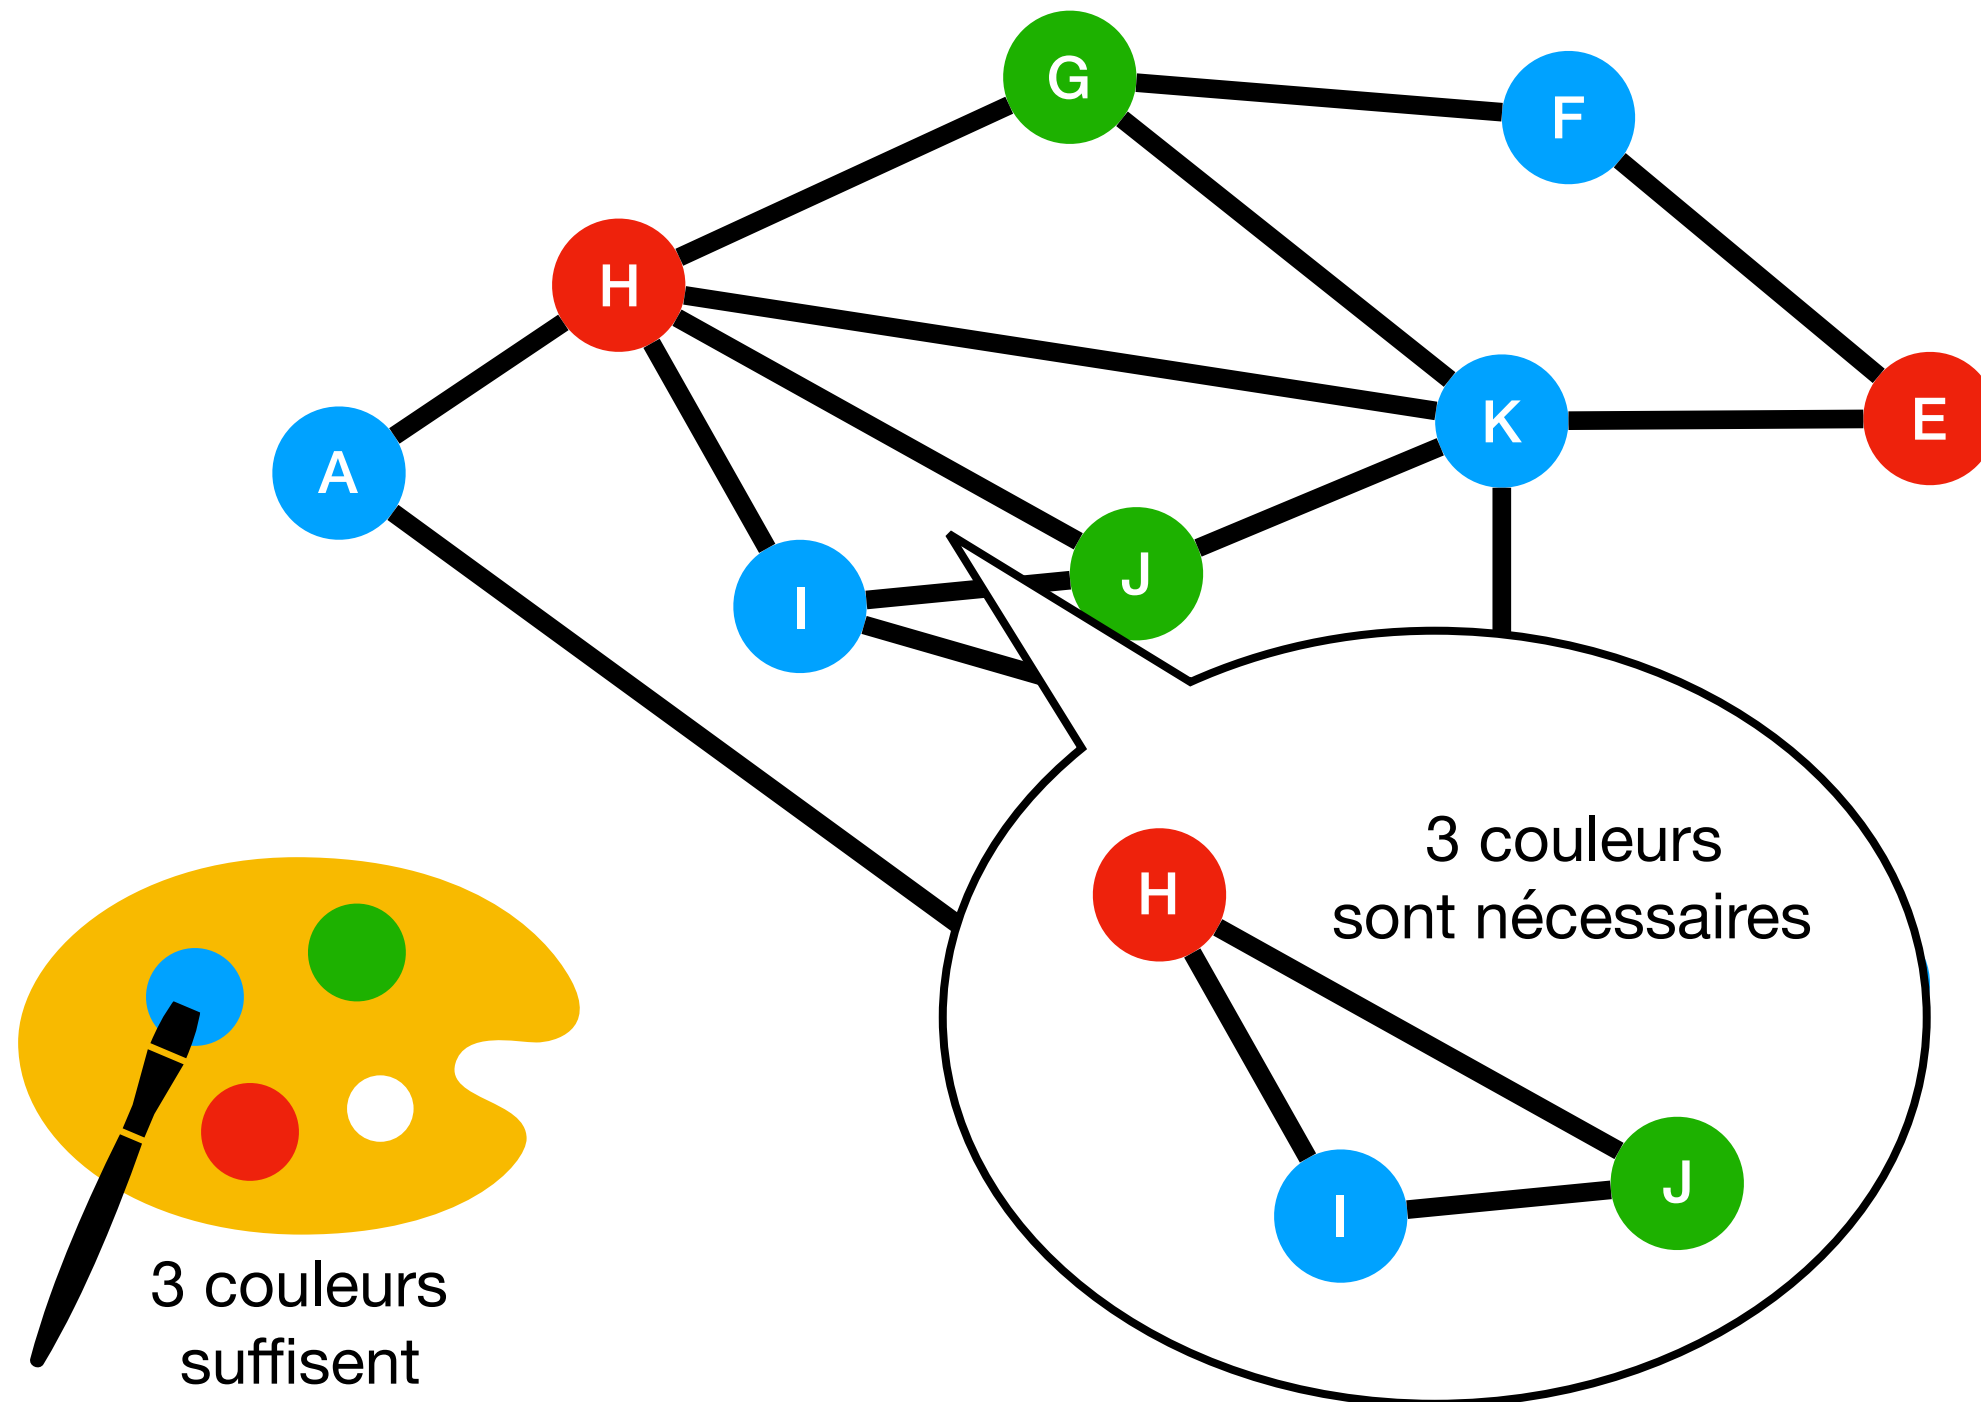 G
F
H
K
E
A
J
I
3 couleurs
sont nécessaires
H
J
I
3 couleurs
suffisent